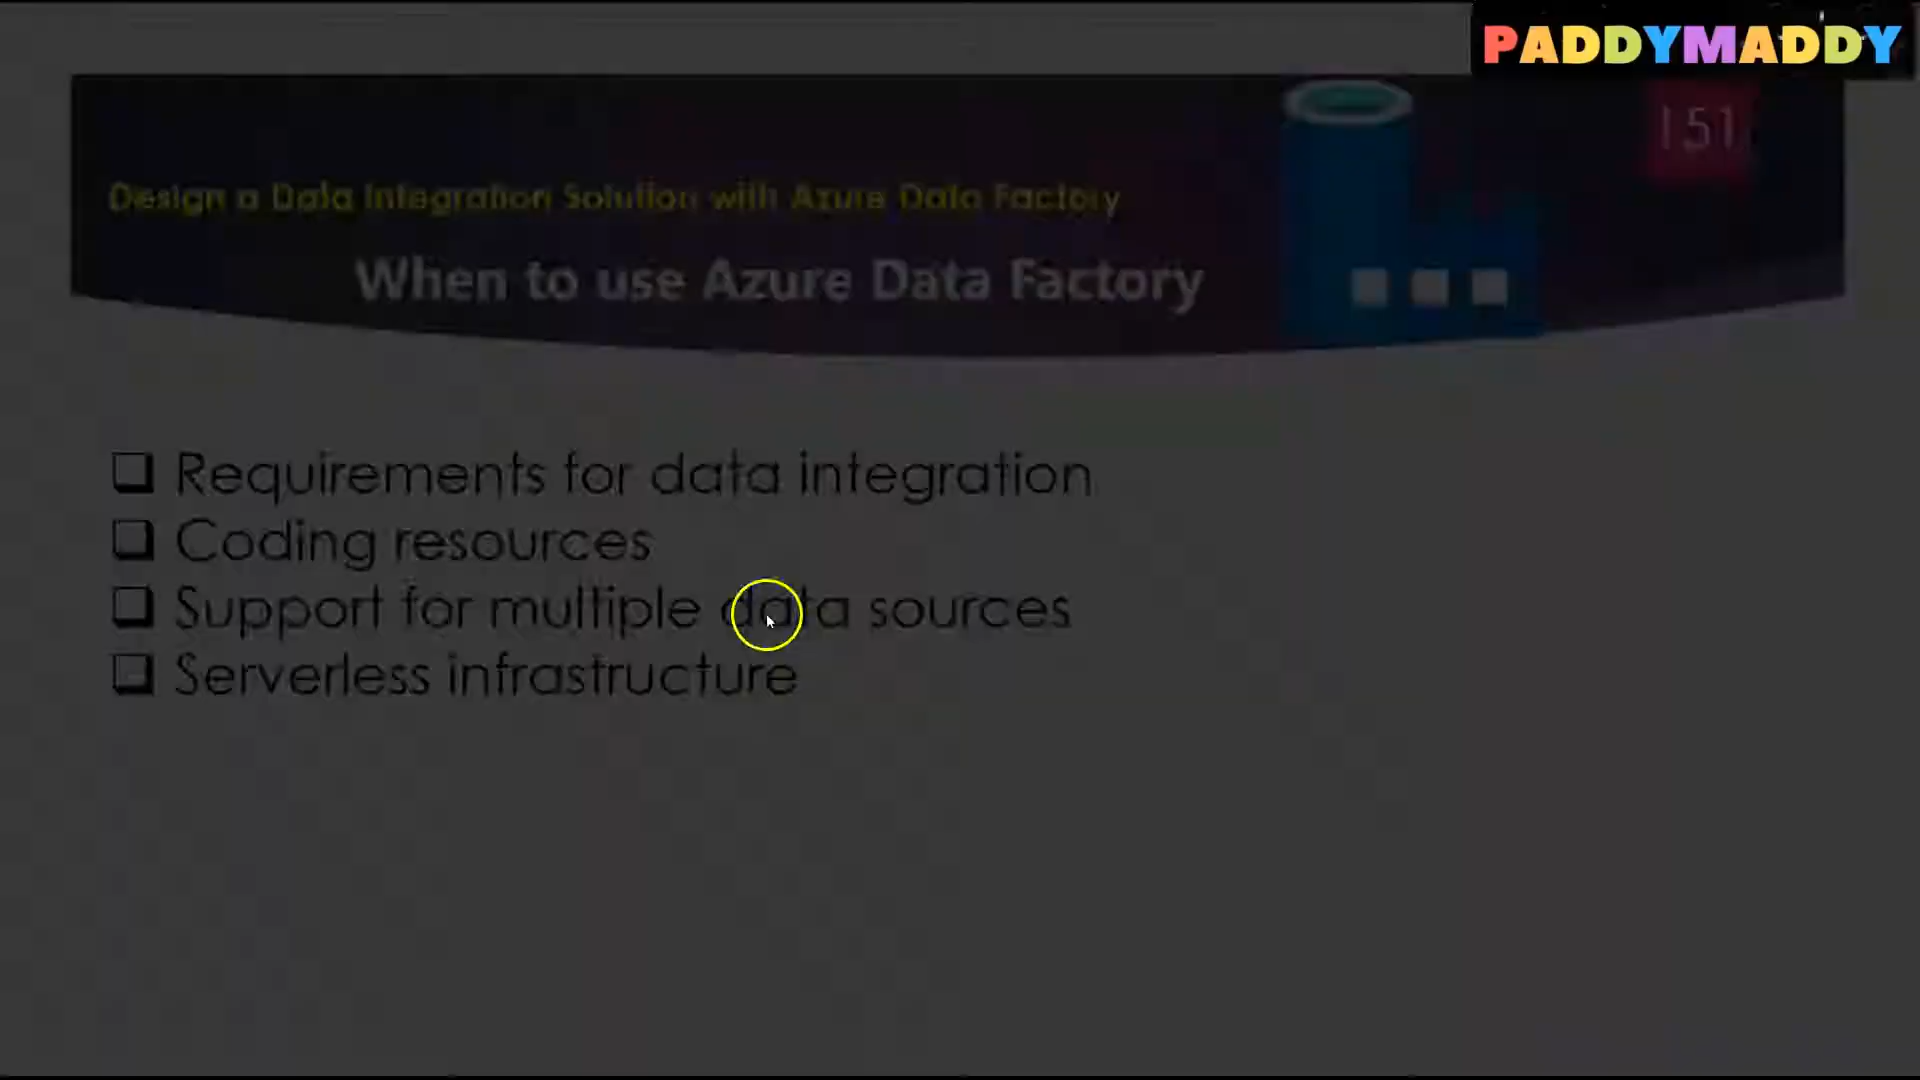 PADDYMADDY
151
Design a Data Integration Solution with Azure Data Factory
When to use Azure Data Factory
Requirements for data integration
Coding resources
Support for multiple data sources
Serverless infrastructure